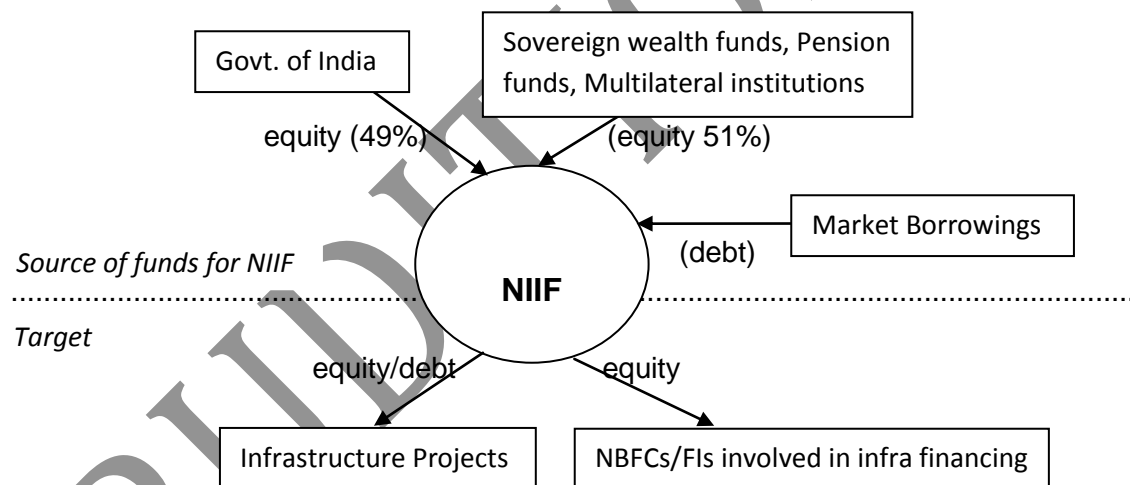 Govt. of India
Sovereign wealth funds, Pension
funds, Multilateral institutions
equity (49%)
(equity 51%)
Market Borrowings
(debt)
Source of funds for NIIF
NIIF
Target
equity/debt
equity
Infrastructure Projects
NBFCs/FIs involved in infra financing